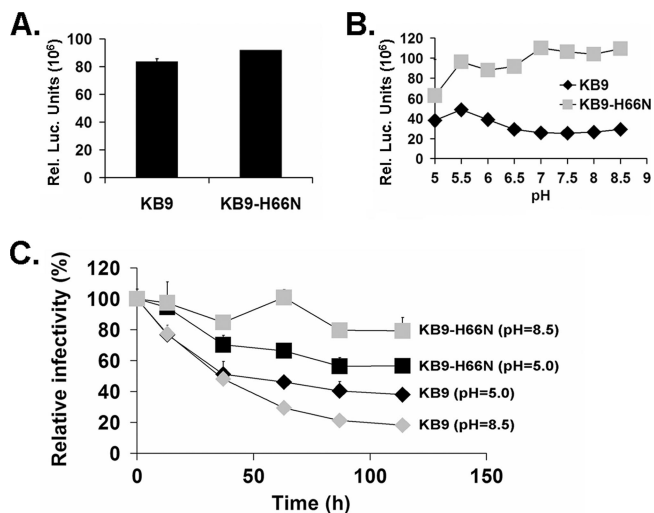 A.
Rel. Luc. Units (10⁶)
100
80
60
40
20
0
KB9
KB9-H66N
B.
Rel. Luc. Units (10⁶)
120
100
80
60
40
20
0
KB9
KB9-H66N
5 5.5 6 6.5 7 7.5 8 8.5 9
pH
C.
Relative infectivity (%)
120
100
80
60
40
20
0
KB9-H66N (pH=8.5)
KB9-H66N (pH=5.0)
KB9 (pH=5.0)
KB9 (pH=8.5)
0 50 100 150
Time (h)